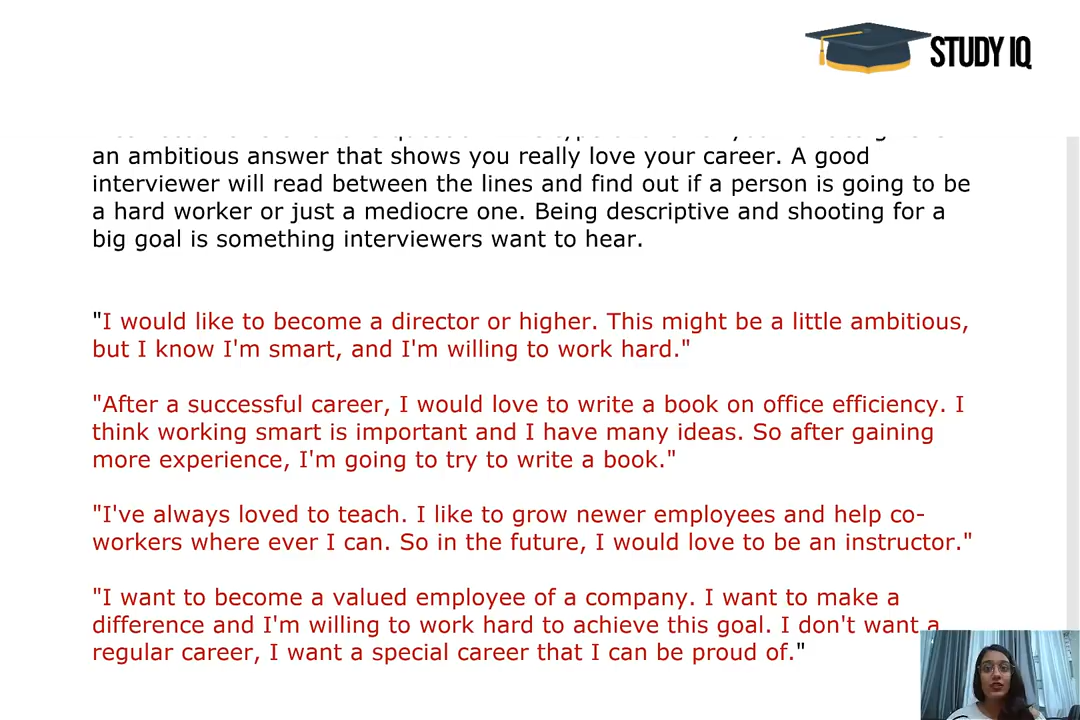 STUDY IQ
an ambitious answer that shows you really love your career. A good
interviewer will read between the lines and find out if a person is going to be
a hard worker or just a mediocre one. Being descriptive and shooting for a
big goal is something interviewers want to hear.
"I would like to become a director or higher. This might be a little ambitious,
but I know I'm smart, and I'm willing to work hard."
"After a successful career, I would love to write a book on office efficiency. I
think working smart is important and I have many ideas. So after gaining
more experience, I'm going to try to write a book."
"I've always loved to teach. I like to grow newer employees and help co-
workers where ever I can. So in the future, I would love to be an instructor."
"I want to become a valued employee of a company. I want to make a
difference and I'm willing to work hard to achieve this goal. I don't want a
regular career, I want a special career that I can be proud of."